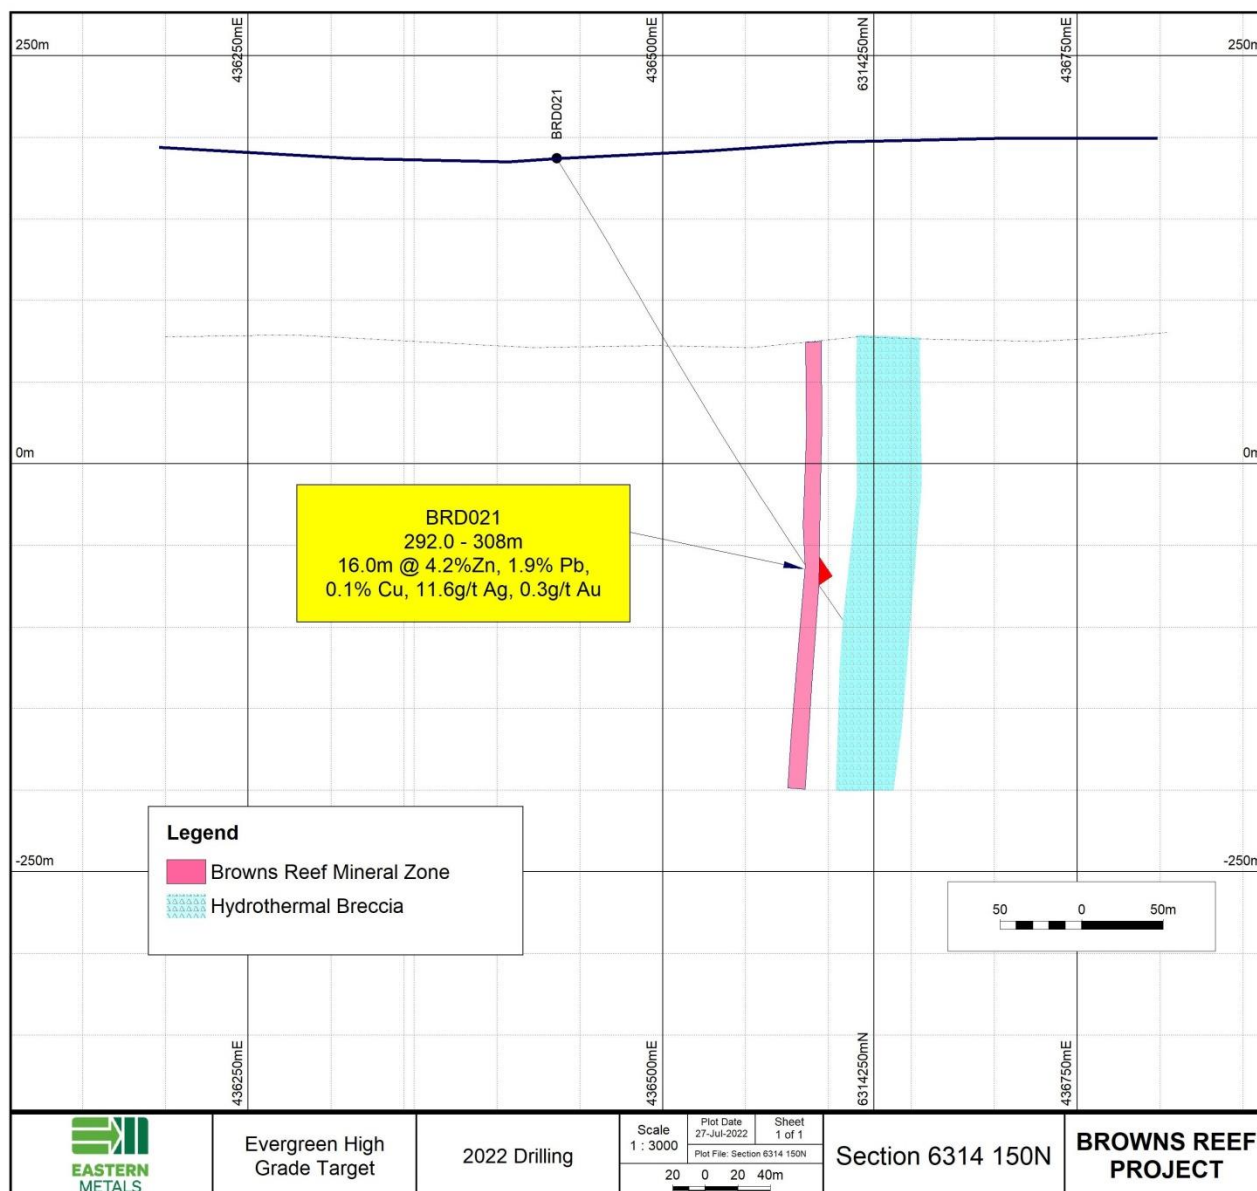 436250mE
436500mE
6314250mN
436750mE
250m
250m
BRD021
0m
0m
BRD021
292.0 - 308m
16.0m @ 4.2%Zn, 1.9% Pb,
0.1% Cu, 11.6g/t Ag, 0.3g/t Au
Legend
Browns Reef Mineral Zone
Hydrothermal Breccia
-250m
-250m
50 0 50m
436250mE
436500mE
6314250mN
436750mE
EASTERN
METALS
Evergreen High
Grade Target
2022 Drilling
Scale
1 : 3000
Plot Date
27-Jul-2022
Sheet
1 of 1
Plot File: Section 6314 150N
20 0 20 40m
Section 6314 150N
BROWNS REEF
PROJECT